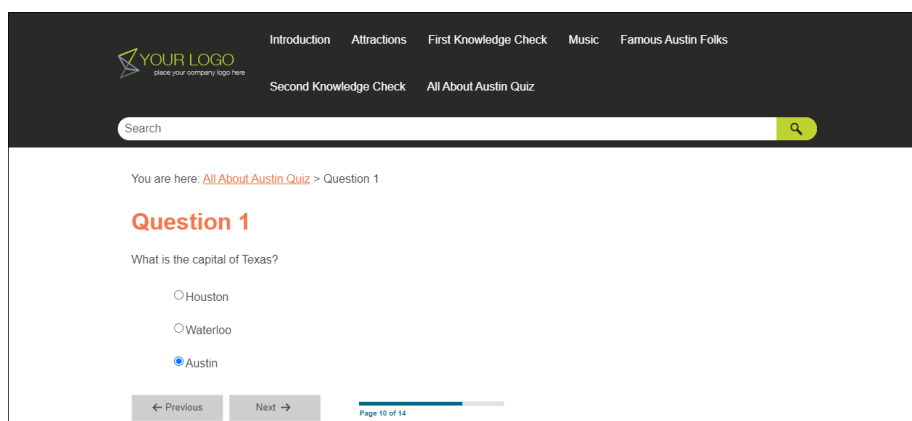 YOUR LOGO
place your company logo here
Introduction Attractions First Knowledge Check Music Famous Austin Folks
Second Knowledge Check All About Austin Quiz
Search
You are here: All About Austin Quiz > Question 1
Question 1
What is the capital of Texas?
Houston
Waterloo
Austin
← Previous Next →
Page 10 of 14